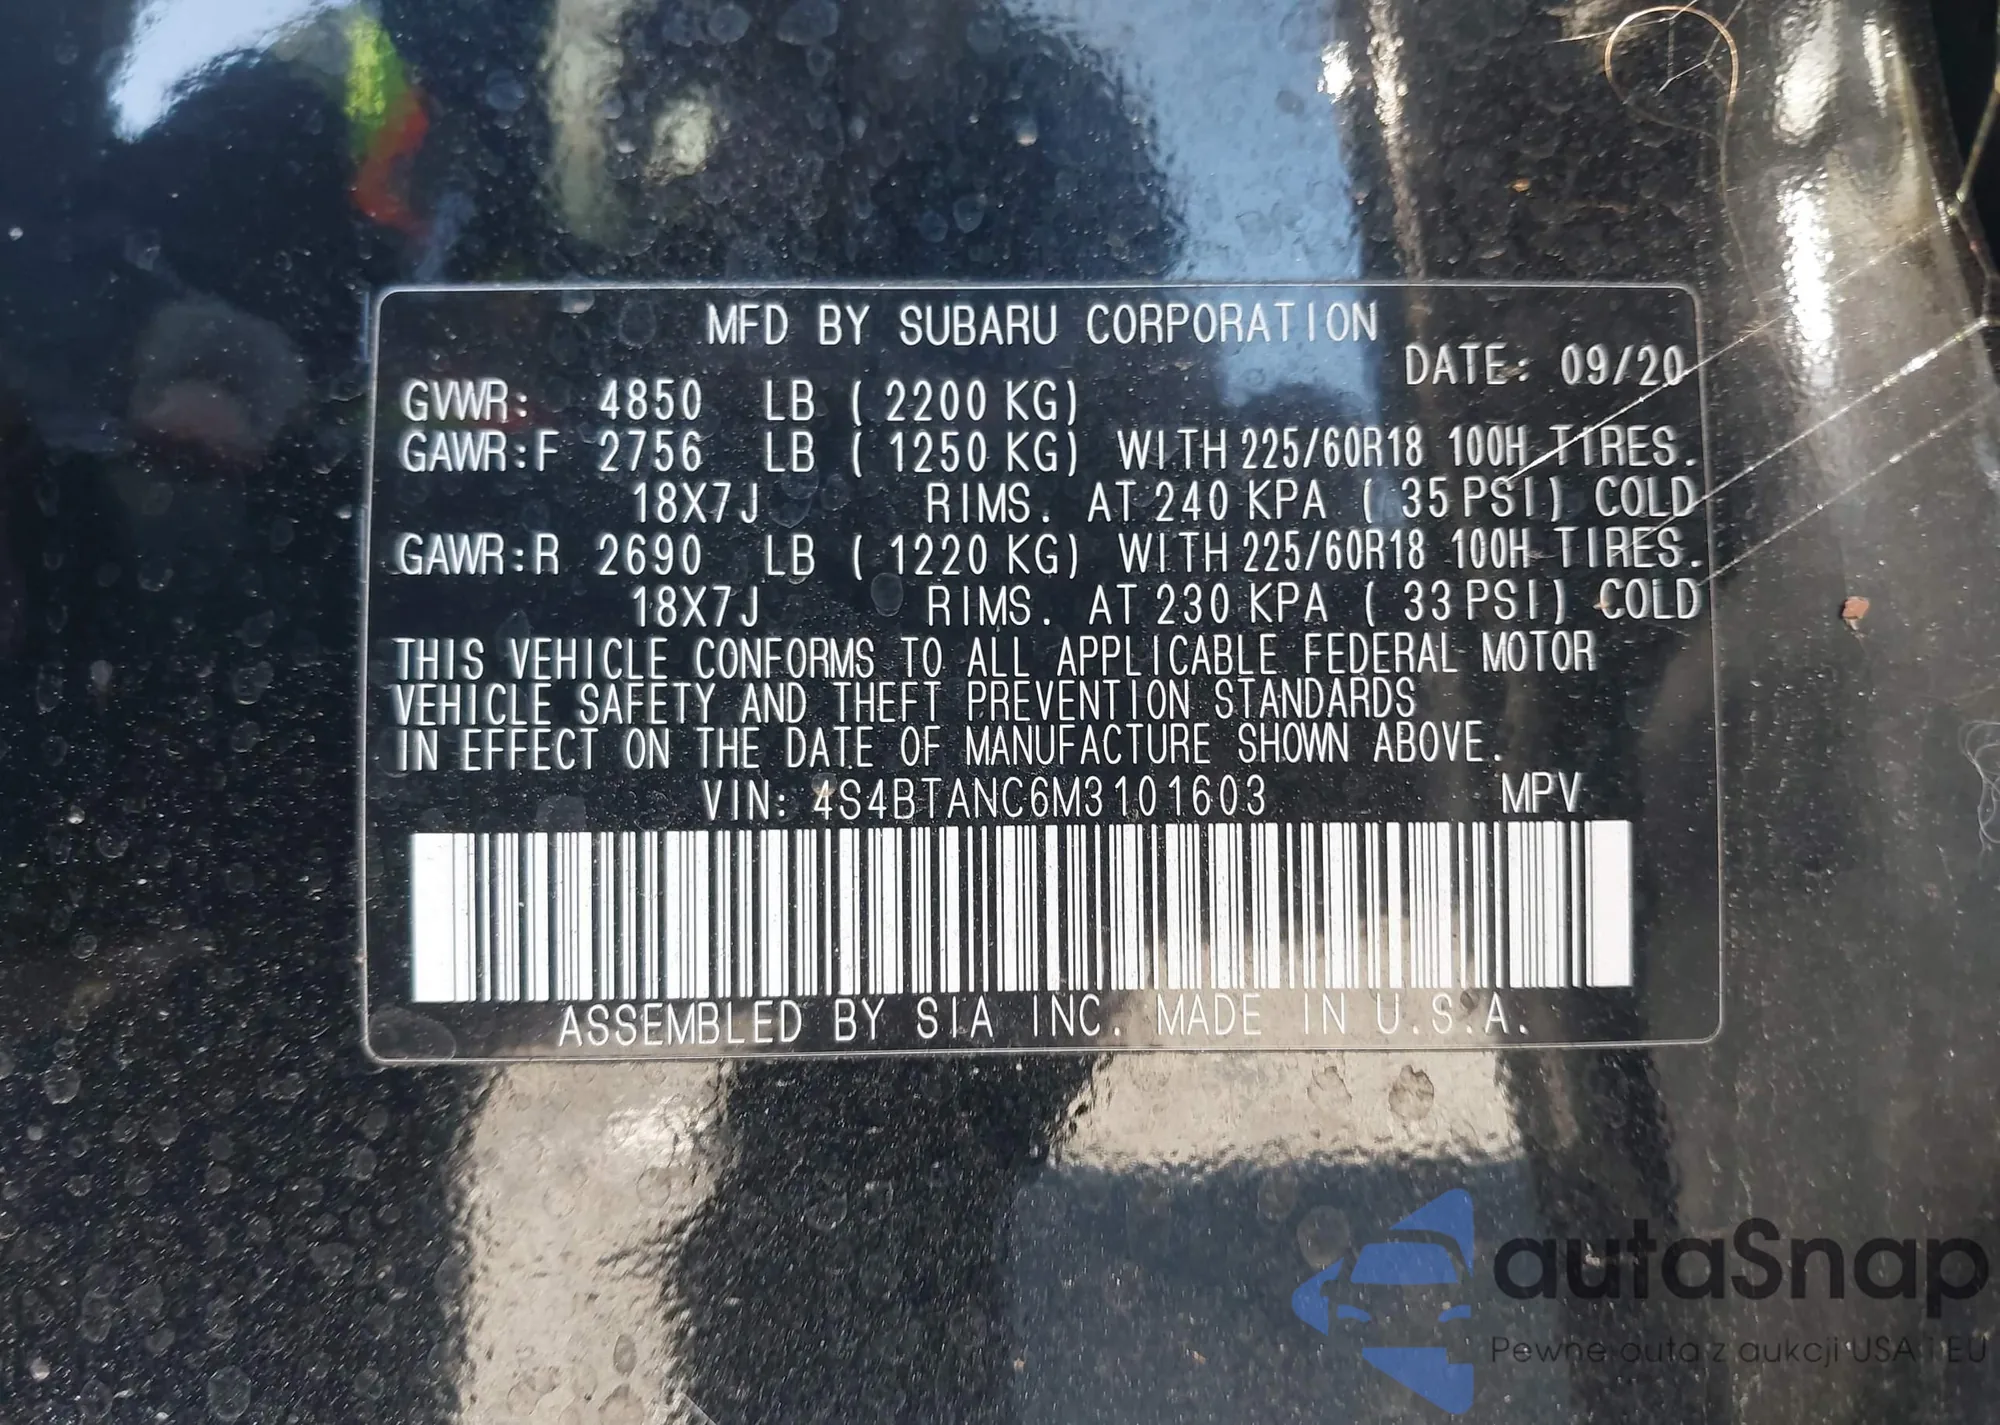 MFD BY SUBARU CORPORATION
DATE: 09/20
GVWR: 4850 LB ( 2200 KG)
GAWR:F 2756 LB ( 1250 KG) WITH 225/60R18 100H TIRES.
18X7J RIMS. AT 240 KPA ( 35 PSI) COLD
GAWR:R 2690 LB ( 1220 KG) WITH 225/60R18 100H TIRES.
18X7J RIMS. AT 230 KPA ( 33 PSI) COLD
THIS VEHICLE CONFORMS TO ALL APPLICABLE FEDERAL MOTOR
VEHICLE SAFETY AND THEFT PREVENTION STANDARDS
IN EFFECT ON THE DATE OF MANUFACTURE SHOWN ABOVE.
VIN: 4S4BTANC6M3101603 MPV
ASSEMBLED BY SIA INC. MADE IN U.S.A.
autaSnap
Pewne auta z aukcji USA i EU